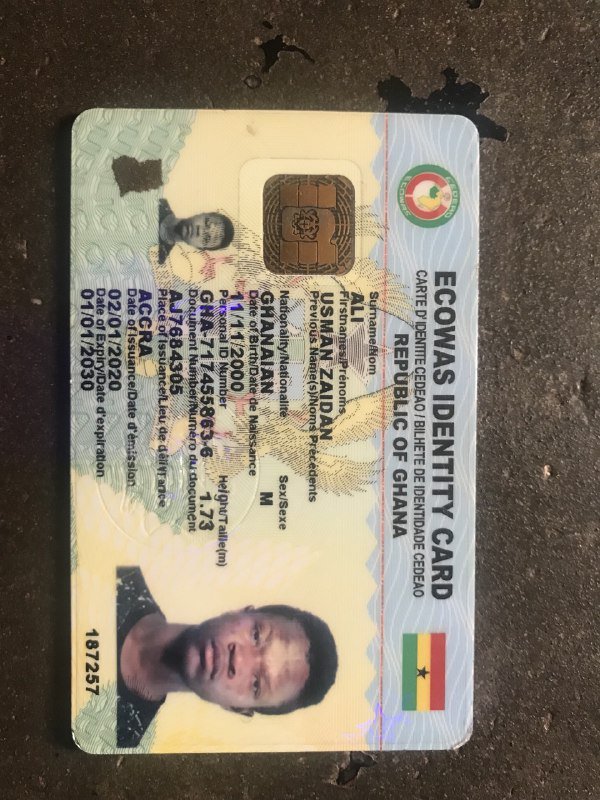 ECOWAS IDENTITY CARD
CARTE D'IDENTITE CEDEAO / BILHETE DE IDENTIDADE CEDEAO
REPUBLIC OF GHANA
Surname/Nom
ALI
Firstnames/Prénoms
USMAN ZAIDAN
Previous Name(s)/Noms Précédents
Nationality/Nationalité
GHANAIAN
Sex/Sexe
M
Date of Birth/Date de Naissance
11/11/2000
Personal ID Number
GHA-717455863-6
Height/Taille(m)
1.73
Document Number/Numéro du document
AJ7684305
Place of Issuance/Lieu de délivrance
ACCRA
Date of Issuance/Date d'émission
02/01/2020
Date of Expiry/Date d'expiration
01/01/2030
187257